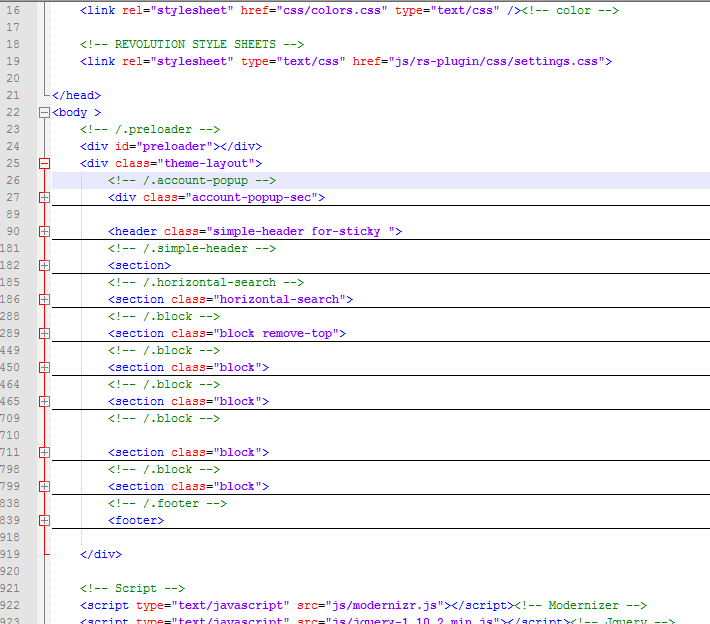 16 <link rel="stylesheet" href="css/colors.css" type="text/css" /><!-- color -->
17
18 <!-- REVOLUTION STYLE SHEETS -->
19 <link rel="stylesheet" type="text/css" href="js/rs-plugin/css/settings.css">
20
21 </head>
22 <body >
23 <!-- /.preloader -->
24 <div id="preloader"></div>
25 <div class="theme-layout">
26 <!-- /.account-popup -->
27 <div class="account-popup-sec">
89
90 <header class="simple-header for-sticky ">
181 <!-- /.simple-header -->
182 <section>
185 <!-- /.horizontal-search -->
186 <section class="horizontal-search">
288 <!-- /.block -->
289 <section class="block remove-top">
449 <!-- /.block -->
450 <section class="block">
464 <!-- /.block -->
465 <section class="block">
709 <!-- /.block -->
710
711 <section class="block">
798 <!-- /.block -->
799 <section class="block">
838 <!-- /.footer -->
839 <footer>
918
919 </div>
920
921 <!-- Script -->
922 <script type="text/javascript" src="js/modernizr.js"></script><!-- Modernizer -->
923 <script type="text/javascript" src="js/jquery-1.10.2.min.js"></script><!-- Jquery -->